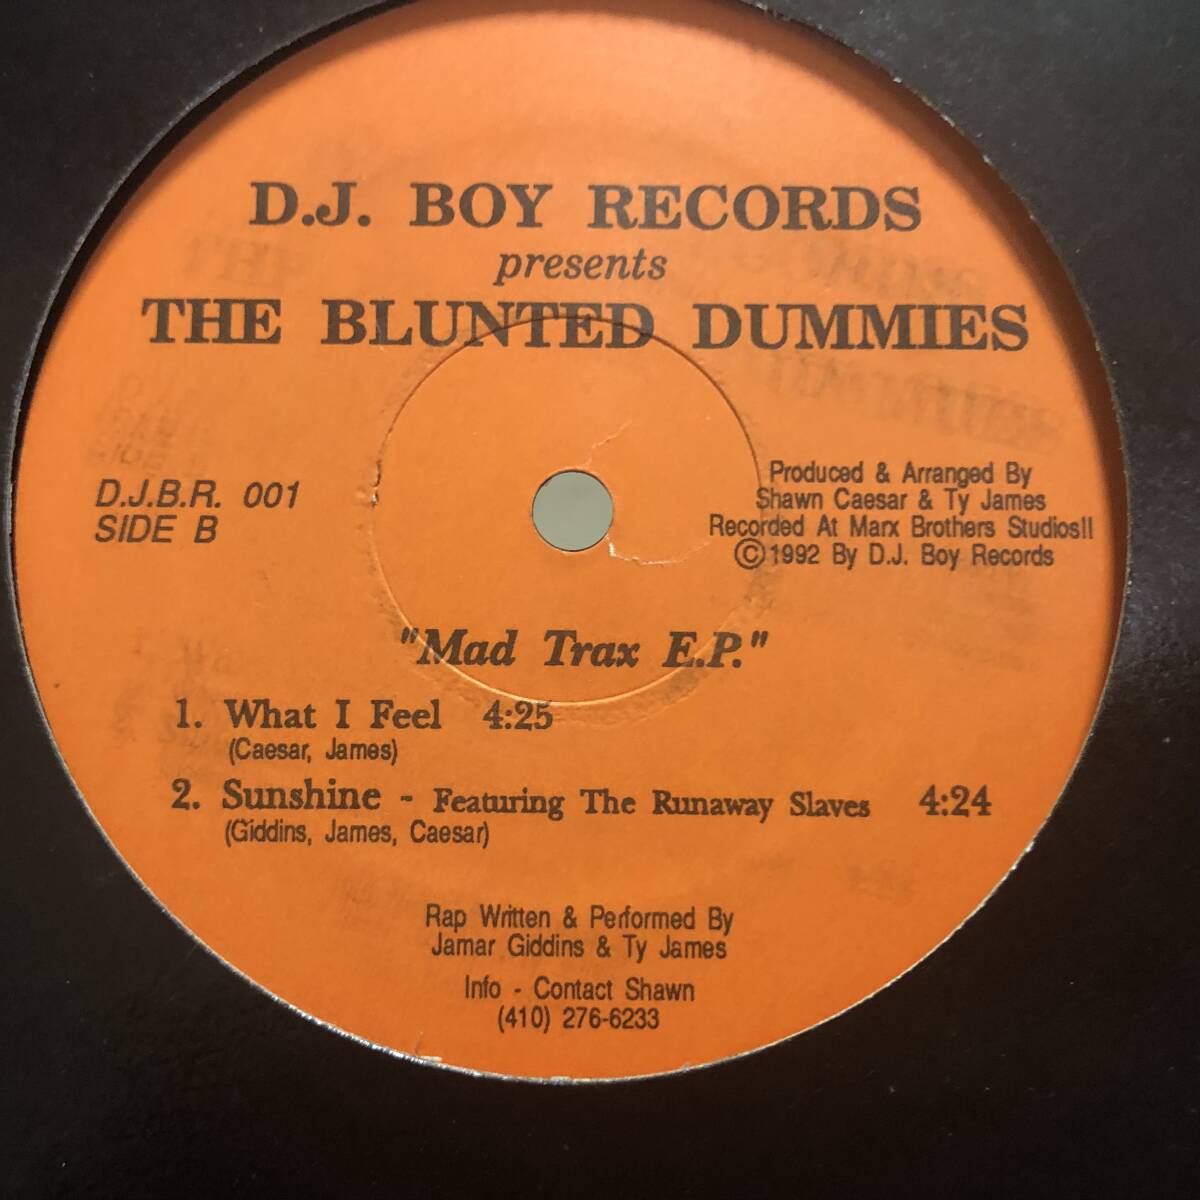 D.J. BOY RECORDS
presents
THE BLUNTED DUMMIES
D.J.B.R. 001
SIDE B
Produced & Arranged By
Shawn Caesar & Ty James
Recorded At Marx Brothers Studios!!
©1992 By D.J. Boy Records
"Mad Trax E.P."
1. What I Feel 4:25
(Caesar, James)
2. Sunshine - Featuring The Runaway Slaves 4:24
(Giddins, James, Caesar)
Rap Written & Performed By
Jamar Giddins & Ty James
Info - Contact Shawn
(410) 276-6233